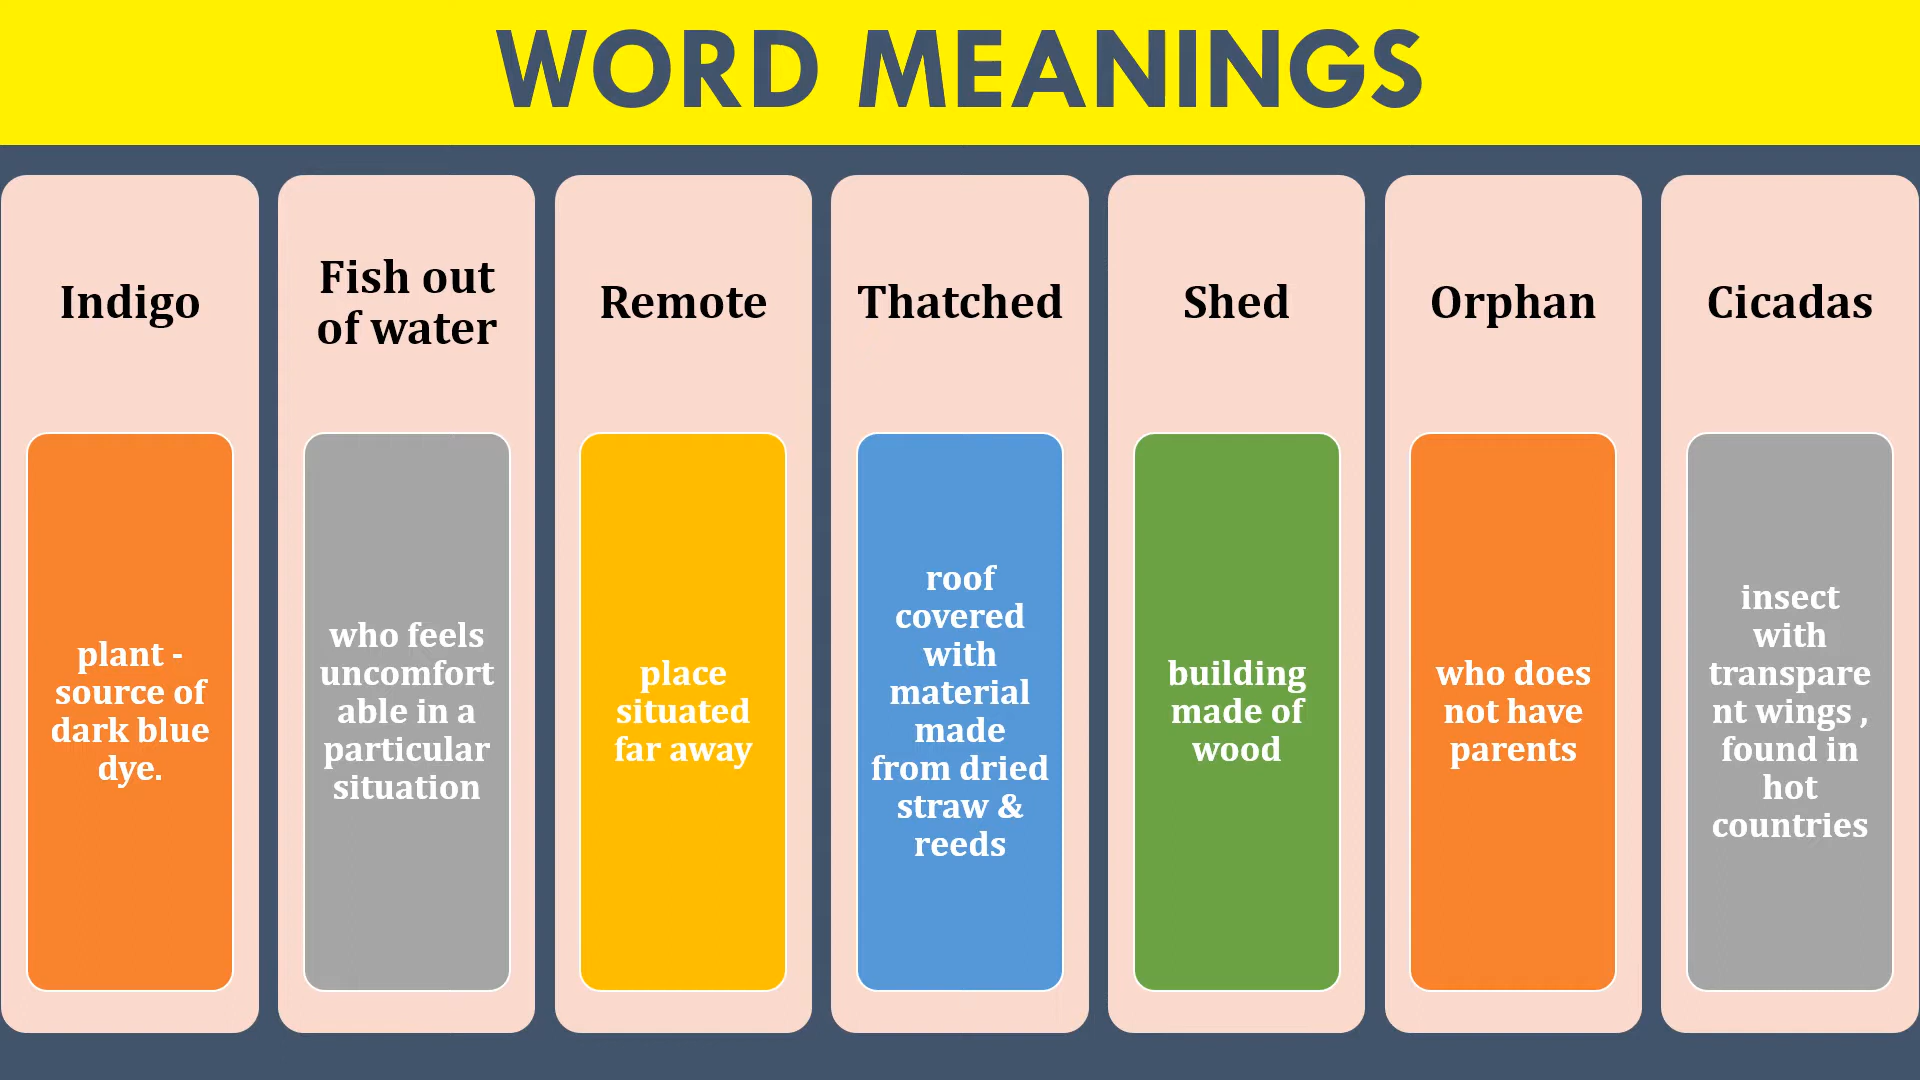 WORD MEANINGS
Indigo
plant -
source of
dark blue
dye.
Fish out
of water
who feels
uncomfort
able in a
particular
situation
Remote
place
situated
far away
Thatched
roof
covered
with
material
made
from dried
straw &
reeds
Shed
building
made of
wood
Orphan
who does
not have
parents
Cicadas
insect
with
transpare
nt wings ,
found in
hot
countries